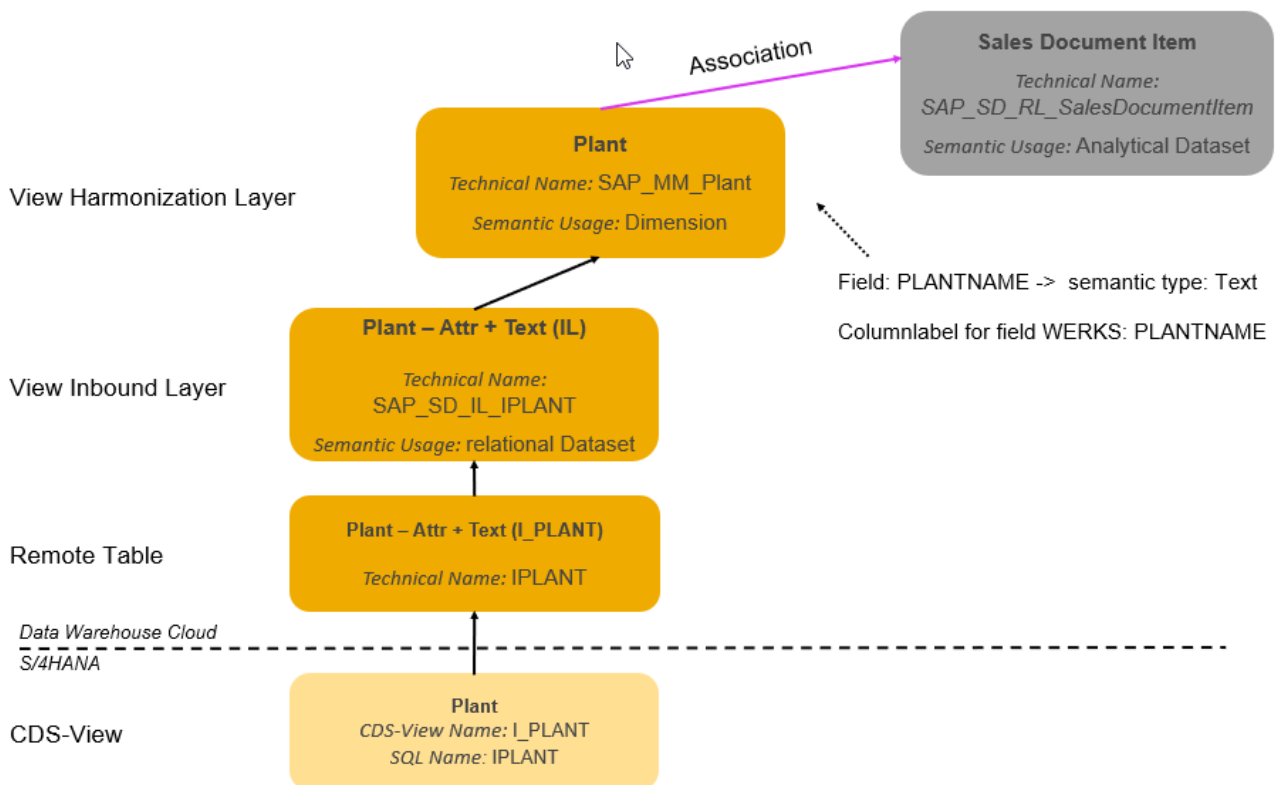 Association
Sales Document Item
Technical Name:
SAP_SD_RL_SalesDocumentItem
Semantic Usage: Analytical Dataset
View Harmonization Layer
Plant
Technical Name: SAP_MM_Plant
Semantic Usage: Dimension
Field: PLANTNAME -> semantic type: Text
Columnlabel for field WERKS: PLANTNAME
View Inbound Layer
Plant – Attr + Text (IL)
Technical Name:
SAP_SD_IL_IPLANT
Semantic Usage: relational Dataset
Remote Table
Plant – Attr + Text (I_PLANT)
Technical Name: IPLANT
Data Warehouse Cloud
S/4HANA
CDS-View
Plant
CDS-View Name: I_PLANT
SQL Name: IPLANT